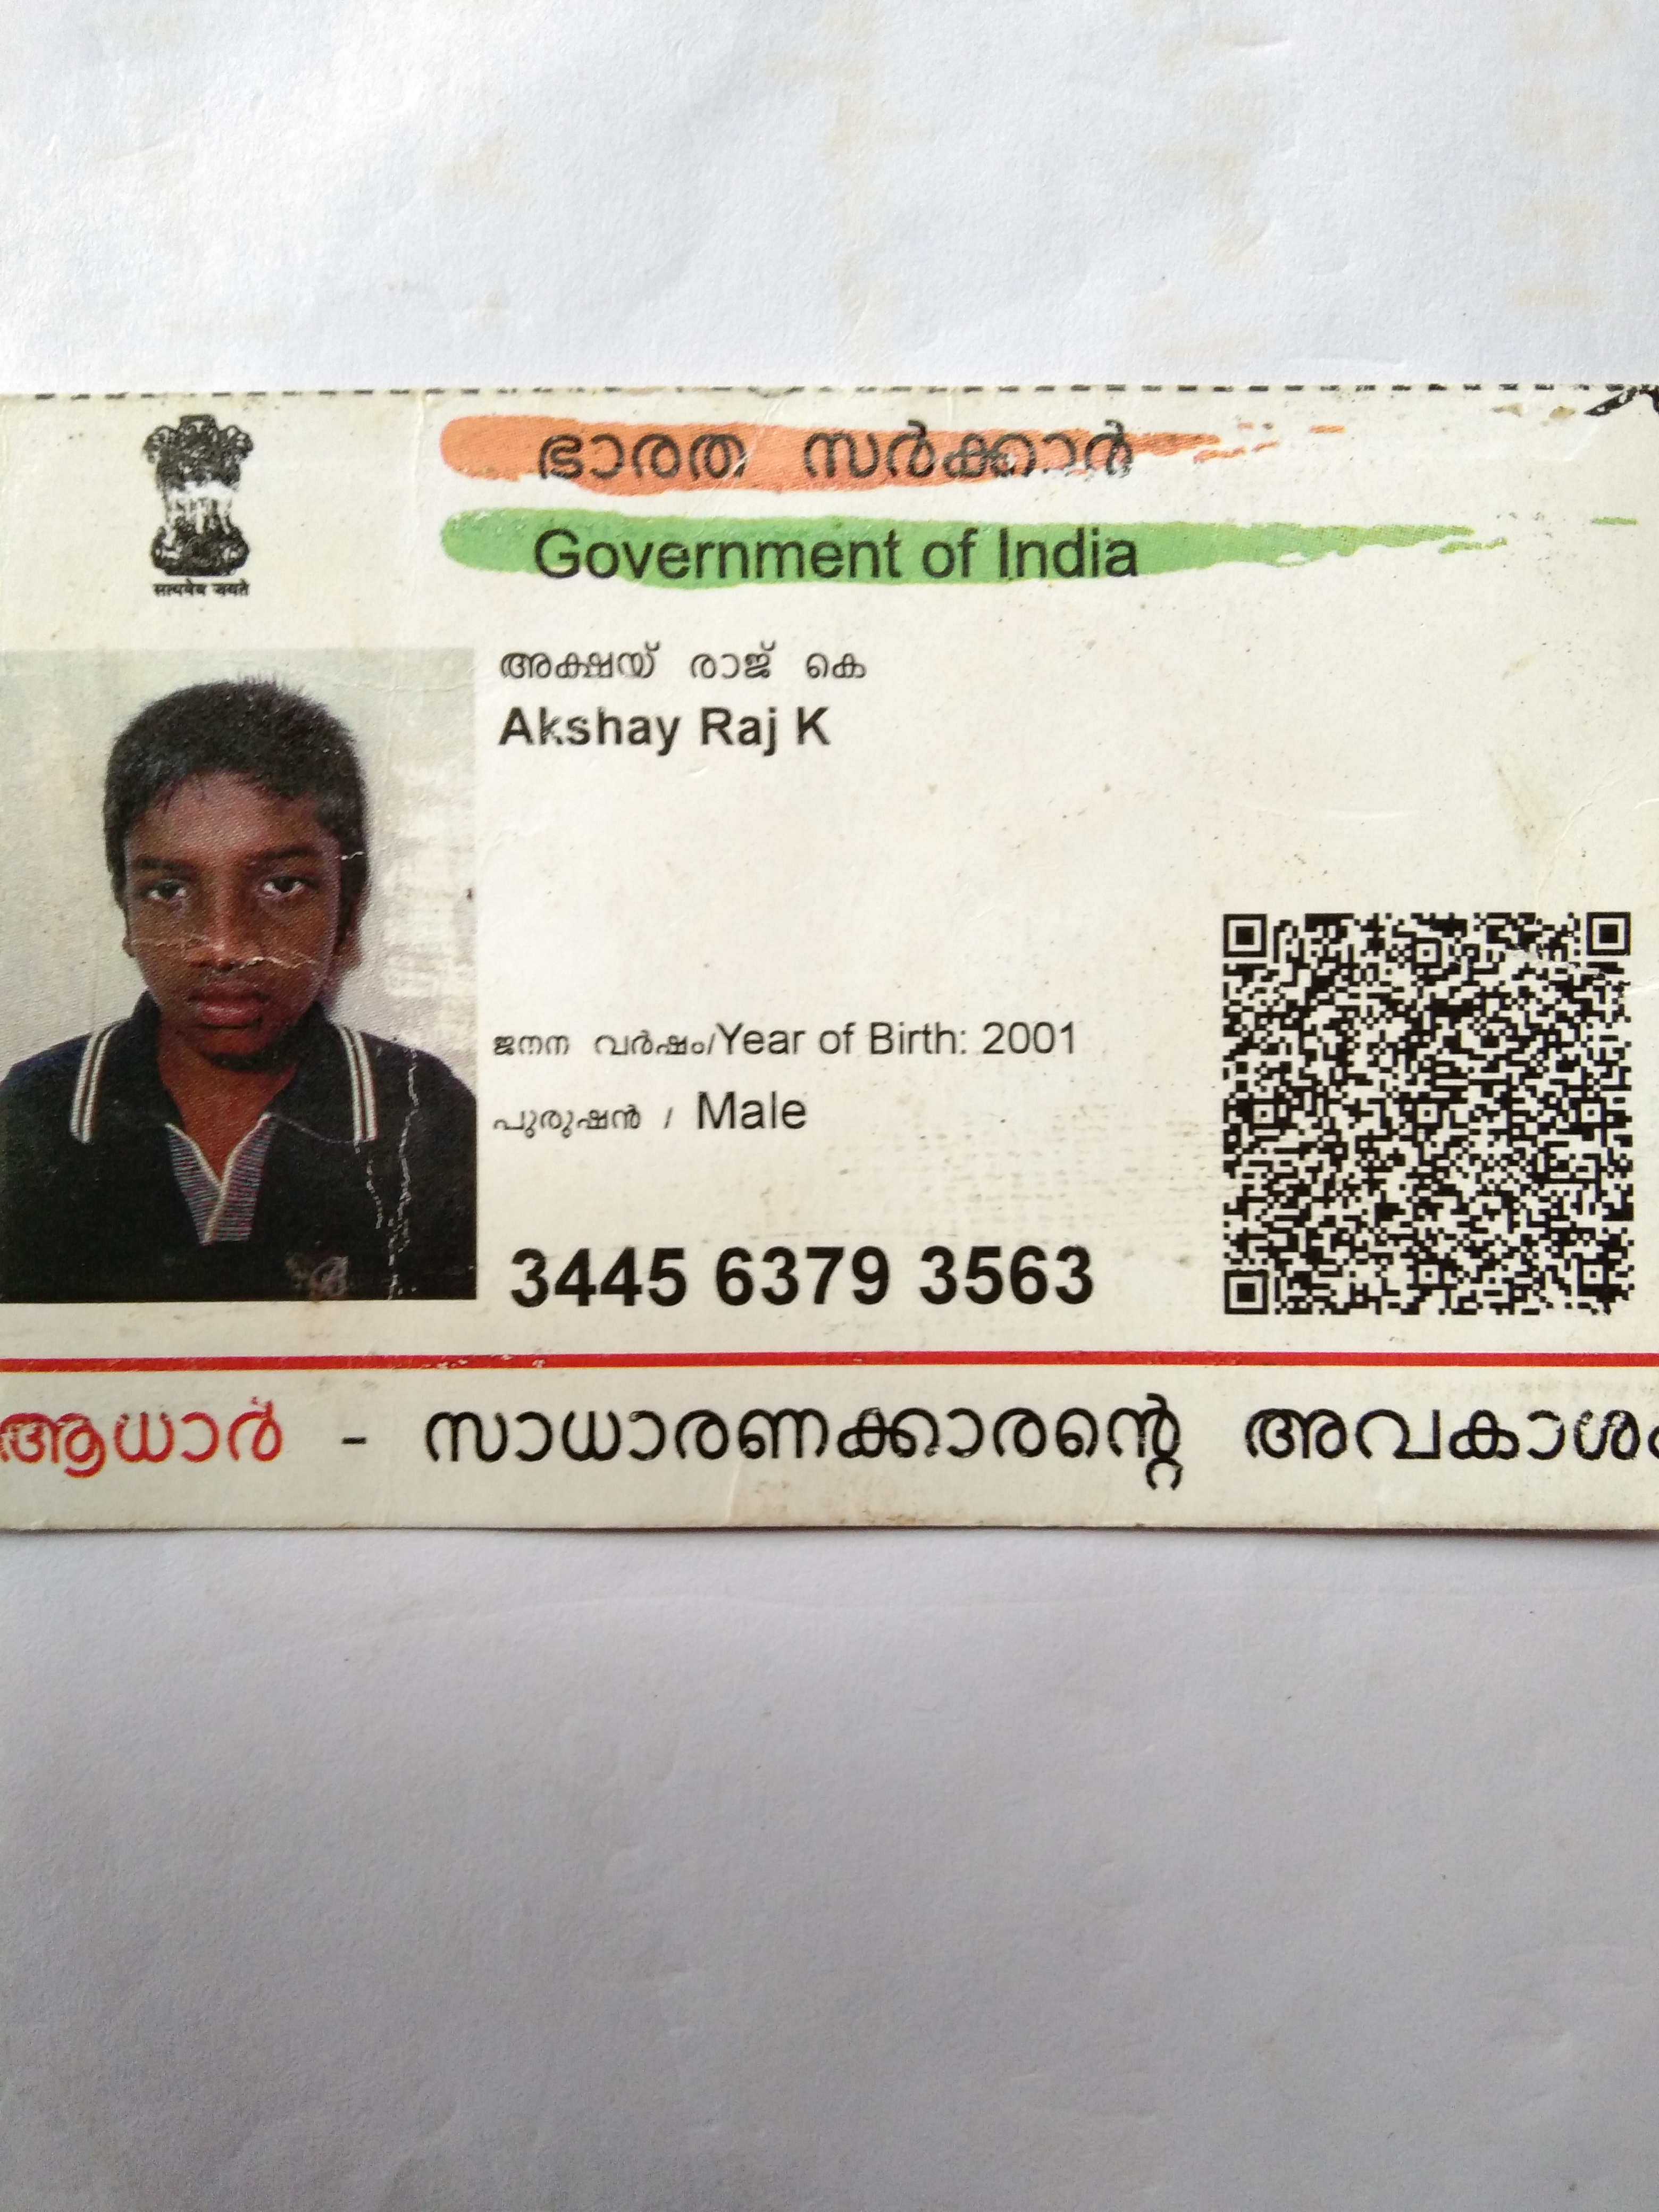 ഭാരത സർക്കാർ
Government of India
सत्यमेव जयते
അക്ഷയ് രാജ് കെ
Akshay Raj K
ജനന വർഷം/Year of Birth: 2001
പുരുഷൻ / Male
3445 6379 3563
ആധാർ - സാധാരണക്കാരന്റെ അവകാശം